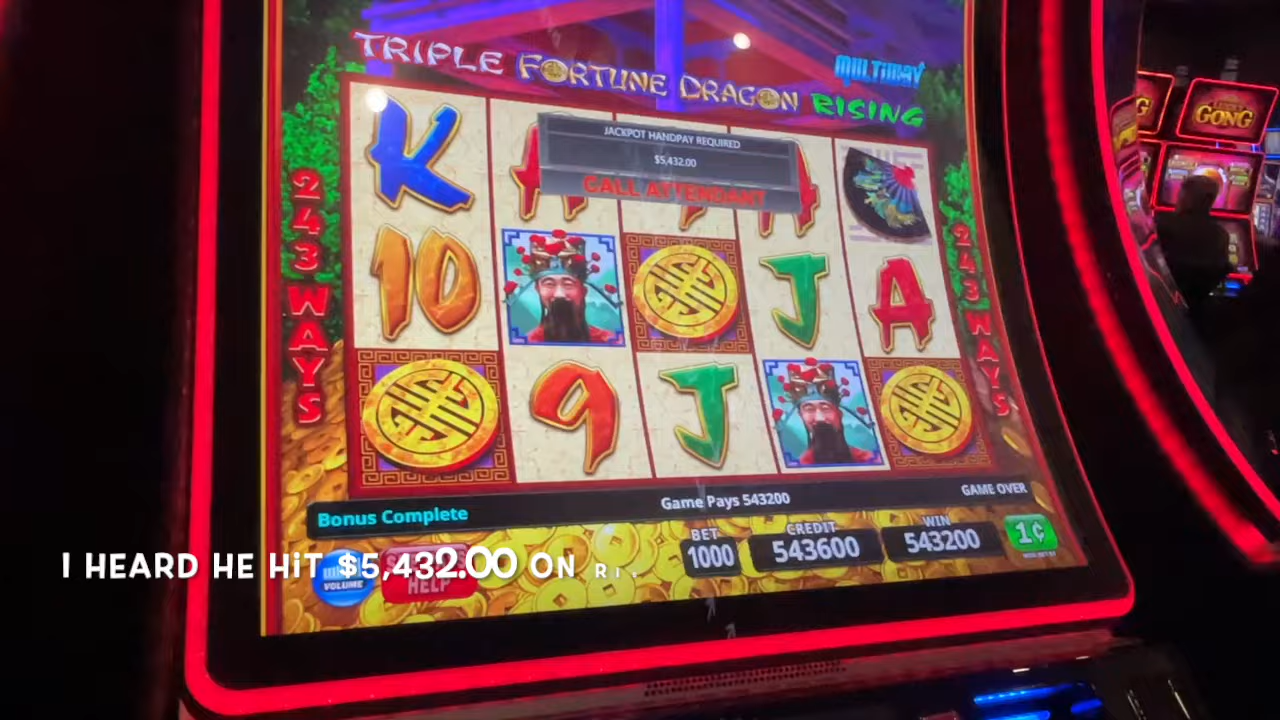 TRIPLE FORTUNE DRAGON RISING
MULTIWAY
JACKPOT HANDPAY REQUIRED
$5,432.00
CALL ATTENDANT
K
10
9
J
J
A
243 WAYS
243 WAYS
GONG
Bonus Complete
Game Pays 543200
GAME OVER
BET
1000
CREDIT
543600
WIN
543200
1¢
VOLUME
HELP
I HEARD HE HiT $5,432.00 ON